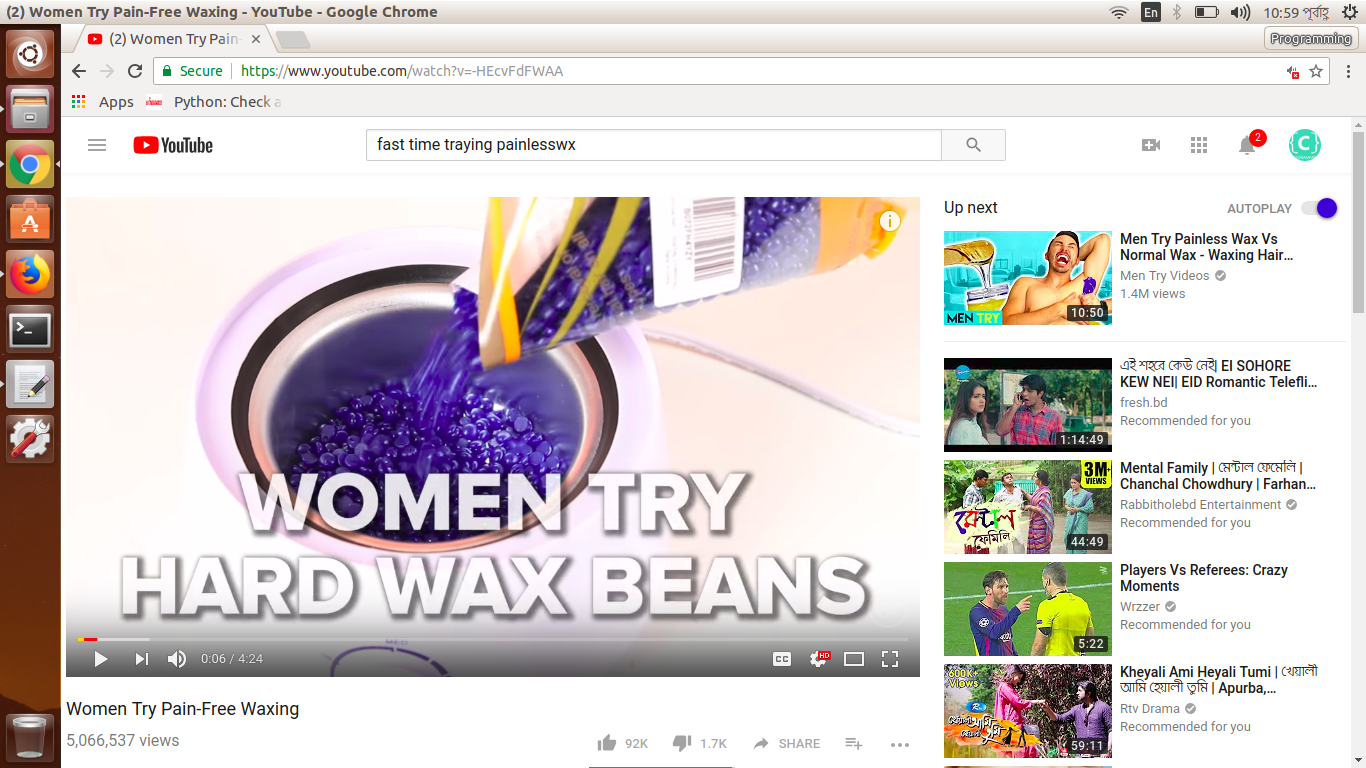 (2) Women Try Pain-Free Waxing - YouTube - Google Chrome
En
10:59 পূর্বাহ্ণ
(2) Women Try Pain-
Programming
Secure
https://www.youtube.com/watch?v=-HEcvFdFWAA
Apps
Python: Check a
YouTube
fast time traying painlesswx
2
{C}
WOMEN TRY
HARD WAX BEANS
0:06 / 4:24
CC
HD
Women Try Pain-Free Waxing
5,066,537 views
92K
1.7K
SHARE
Up next
AUTOPLAY
MEN TRY
10:50
Men Try Painless Wax Vs
Normal Wax - Waxing Hair…
Men Try Videos
1.4M views
1:14:49
এই শহরে কেউ নেই| EI SOHORE
KEW NEI| EID Romantic Telefli…
fresh.bd
Recommended for you
3M+
VIEWS
ফেমিলি
44:49
Mental Family | মেন্টাল ফেমেলি |
Chanchal Chowdhury | Farhan…
Rabbitholebd Entertainment
Recommended for you
5:22
Players Vs Referees: Crazy
Moments
Wrzzer
Recommended for you
600K+
Views
59:11
Kheyali Ami Heyali Tumi | খেয়ালী
আমি হেয়ালী তুমি | Apurba,…
Rtv Drama
Recommended for you